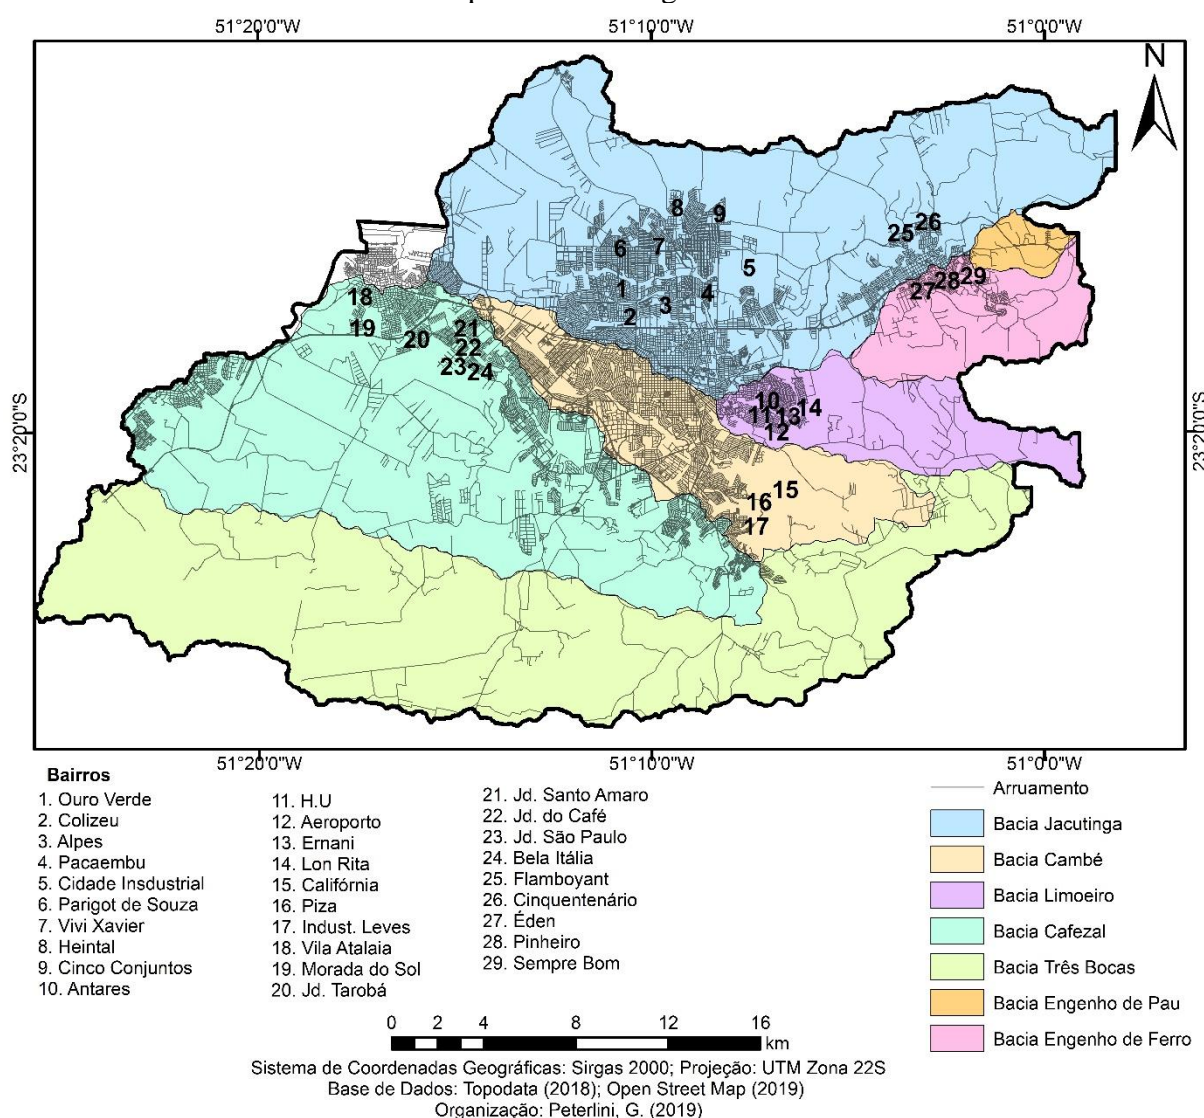 51°20'0"W 51°10'0"W 51°0'0"W
N
8 9
26
25
6 7
5
29
28
27
18
1 4
3
2
19
21
20
22
23 24
10
14
11 13
12
23°20'0"S 23°20'0"S
15
16
17
51°20'0"W 51°10'0"W 51°0'0"W
Bairros
1. Ouro Verde
2. Colizeu
3. Alpes
4. Pacaembu
5. Cidade Insdustrial
6. Parigot de Souza
7. Vivi Xavier
8. Heintal
9. Cinco Conjuntos
10. Antares
11. H.U
12. Aeroporto
13. Ernani
14. Lon Rita
15. Califórnia
16. Piza
17. Indust. Leves
18. Vila Atalaia
19. Morada do Sol
20. Jd. Tarobá
21. Jd. Santo Amaro
22. Jd. do Café
23. Jd. São Paulo
24. Bela Itália
25. Flamboyant
26. Cinquentenário
27. Éden
28. Pinheiro
29. Sempre Bom
Arruamento
Bacia Jacutinga
Bacia Cambé
Bacia Limoeiro
Bacia Cafezal
Bacia Três Bocas
Bacia Engenho de Pau
Bacia Engenho de Ferro
0 2 4 8 12 16
km
Sistema de Coordenadas Geográficas: Sirgas 2000; Projeção: UTM Zona 22S
Base de Dados: Topodata (2018); Open Street Map (2019)
Organização: Peterlini, G. (2019)